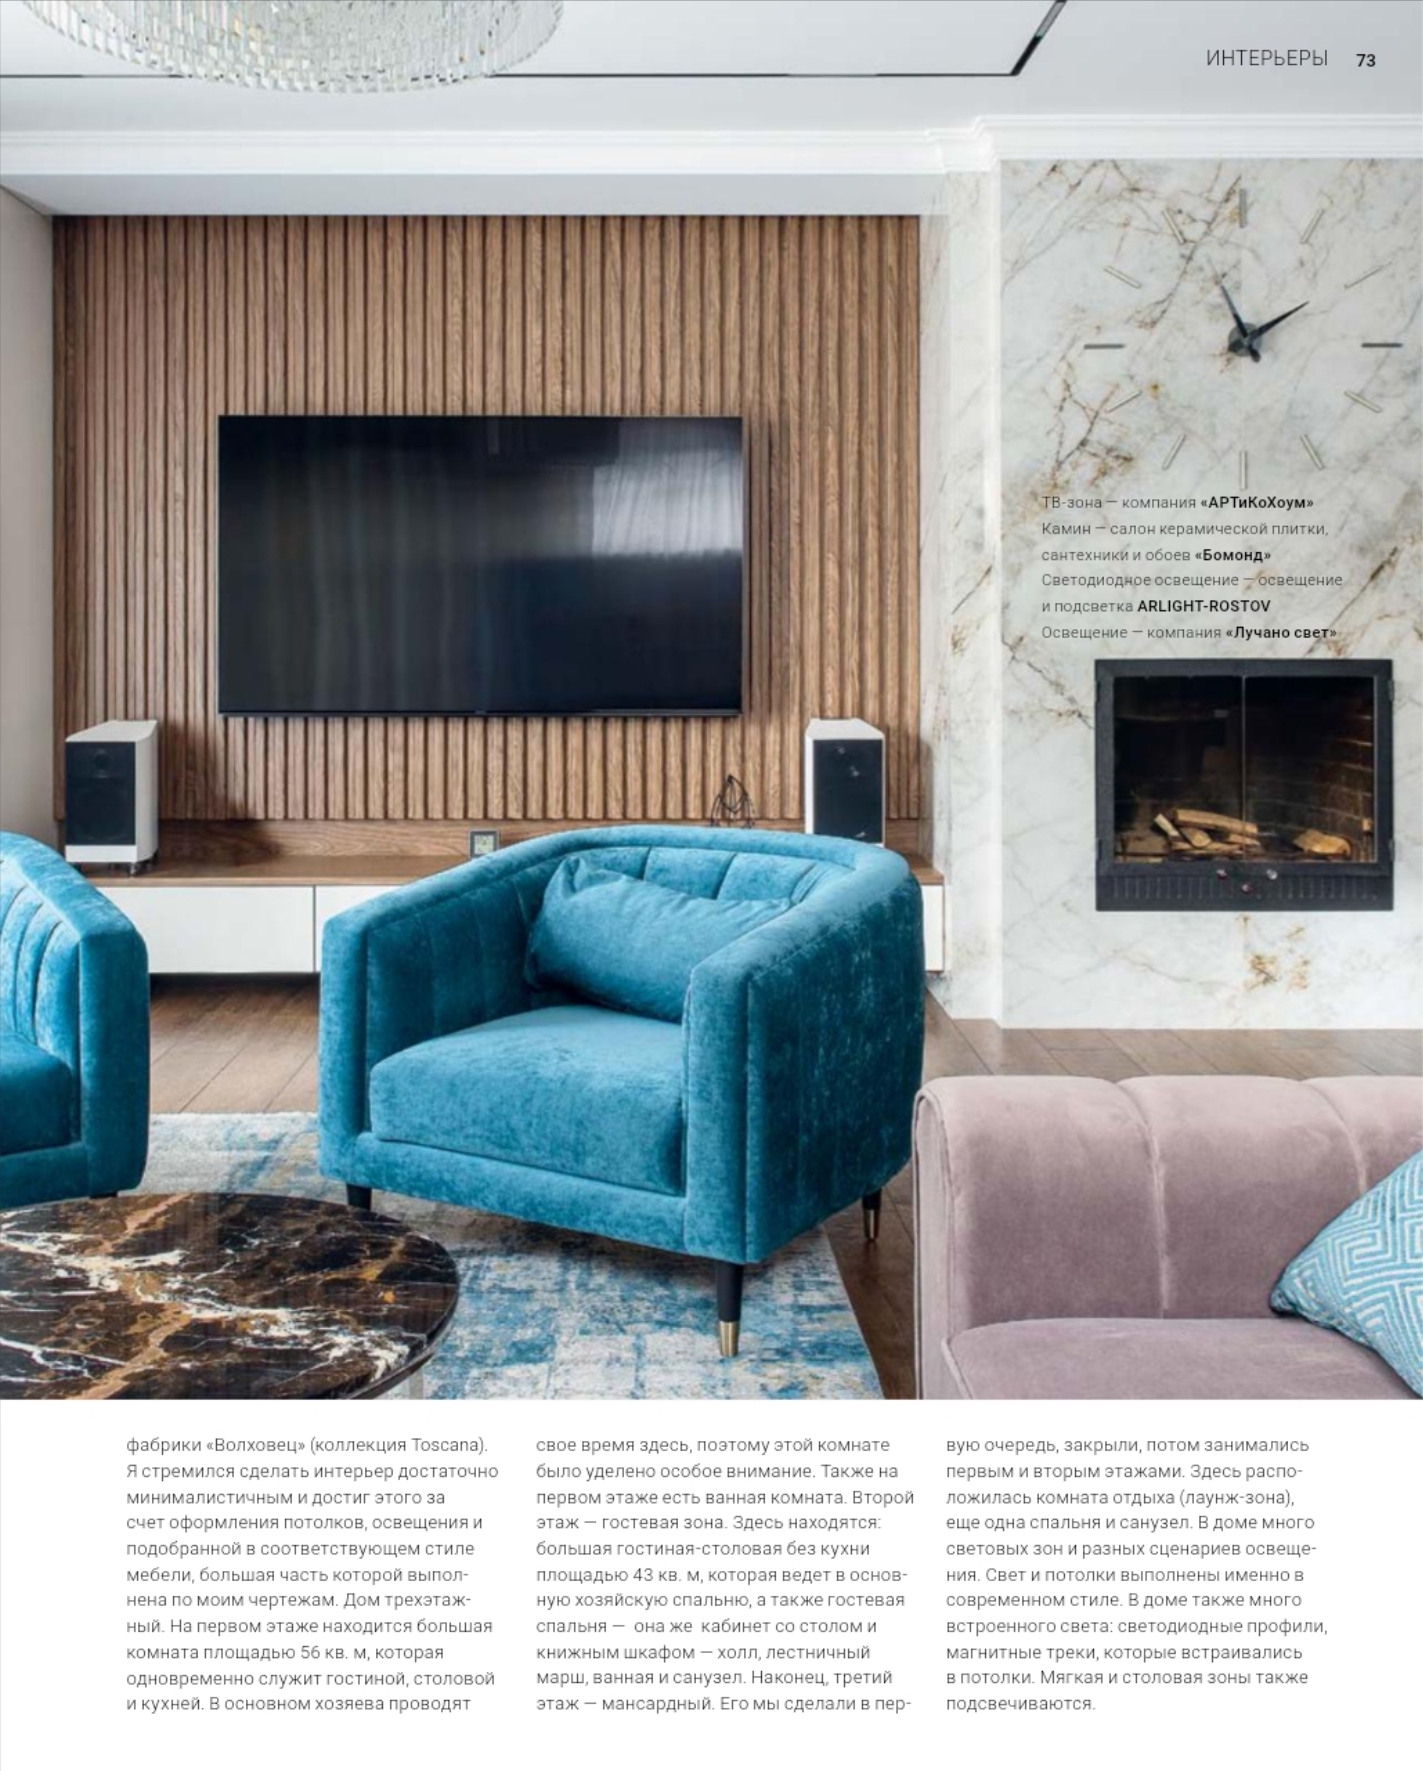 ИНТЕРЬЕРЫ 73
ТВ-зона — компания «АРТиКоХоум»
Камин — салон керамической плитки,
сантехники и обоев «Бомонд»
Светодиодное освещение — освещение
и подсветка ARLIGHT-ROSTOV
Освещение — компания «Лучано свет»
фабрики «Волховец» (коллекция Toscana).
Я стремился сделать интерьер достаточно
минималистичным и достиг этого за
счет оформления потолков, освещения и
подобранной в соответствующем стиле
мебели, большая часть которой выпол-
нена по моим чертежам. Дом трехэтаж-
ный. На первом этаже находится большая
комната площадью 56 кв. м, которая
одновременно служит гостиной, столовой
и кухней. В основном хозяева проводят
свое время здесь, поэтому этой комнате
было уделено особое внимание. Также на
первом этаже есть ванная комната. Второй
этаж — гостевая зона. Здесь находятся:
большая гостиная-столовая без кухни
площадью 43 кв. м, которая ведет в основ-
ную хозяйскую спальню, а также гостевая
спальня — она же кабинет со столом и
книжным шкафом — холл, лестничный
марш, ванная и санузел. Наконец, третий
этаж — мансардный. Его мы сделали в пер-
вую очередь, закрыли, потом занимались
первым и вторым этажами. Здесь распо-
ложилась комната отдыха (лаунж-зона),
еще одна спальня и санузел. В доме много
световых зон и разных сценариев освеще-
ния. Свет и потолки выполнены именно в
современном стиле. В доме также много
встроенного света: светодиодные профили,
магнитные треки, которые встраивались
в потолки. Мягкая и столовая зоны также
подсвечиваются.